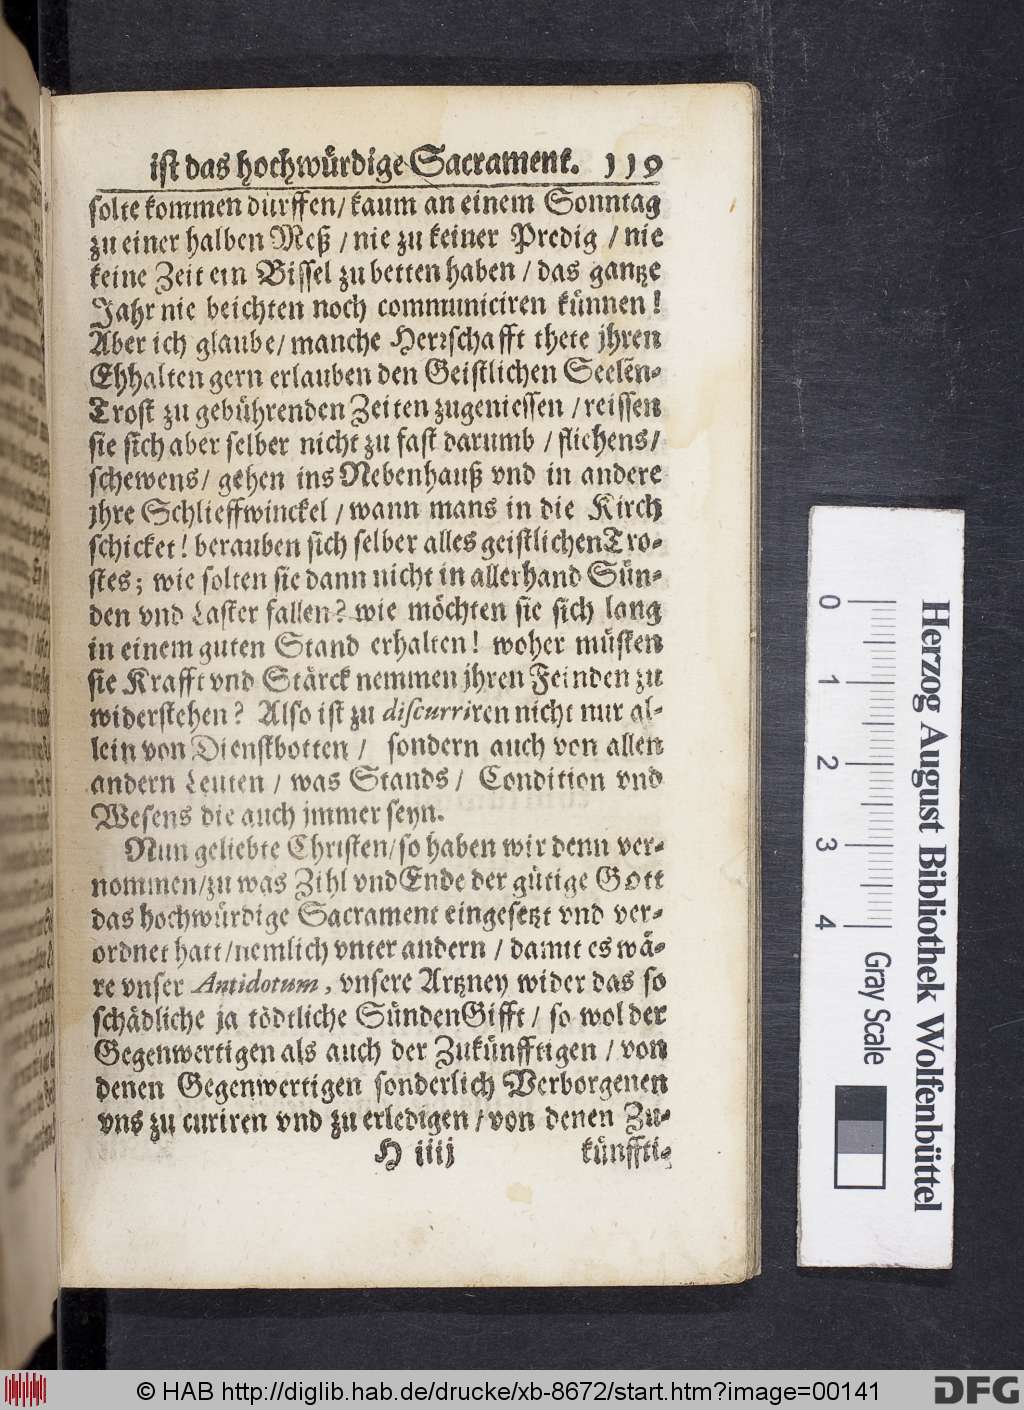 ist das hochwürdige Sacrament. 119
solte kommen dürffen/ kaum an einem Sonntag
zu einer halben Meß / nie zu keiner Predig / nie
keine Zeit ein Bissel zu betten haben / das gantze
Jahr nie beichten noch communiciren künnen!
Aber ich glaube/ manche Herrschafft thete jhren
Ehhalten gern erlauben den Geistlichen Seelen-
Trost zu gebührenden Zeiten zugeniessen / reissen
sie sich aber selber nicht zu fast darumb / fliehens/
schewens/ gehen ins Nebenhauß vnd in andere
jhre Schlieffwinckel / wann mans in die Kirch
schicket! berauben sich selber alles geistlichen Tro-
stes; wie solten sie dann nicht in allerhand Sün-
den vnd Laster fallen? wie möchten sie sich lang
in einem guten Stand erhalten! woher müsten
sie Krafft vnd Stärck nemmen jhren Feinden zu
widerstehen? Also ist zu discurriren nicht nur al-
lein von Dienstbotten / sondern auch von allen
andern Leuten / was Stands / Condition vnd
Wesens die auch jmmer seyn.
Nun geliebte Christen/ so haben wir denn ver-
nommen/ zu was Zihl vnd Ende der gütige Gott
das hochwürdige Sacrament eingesetzt vnd ver-
ordnet hatt / nemlich vnter andern / damit es wä-
re vnser Antidotum, vnsere Artzney wider das so
schädliche ja tödtliche SündenGifft / so wol der
Gegenwertigen als auch der Zukünfftigen / von
denen Gegenwertigen sonderlich Verborgenen
vns zu curiren vnd zu erledigen / von denen Zu-
H iiij künffti-
Herzog August Bibliothek Wolfenbüttel
0 1 2 3 4 Gray Scale
© HAB http://diglib.hab.de/drucke/xb-8672/start.htm?image=00141
DFG